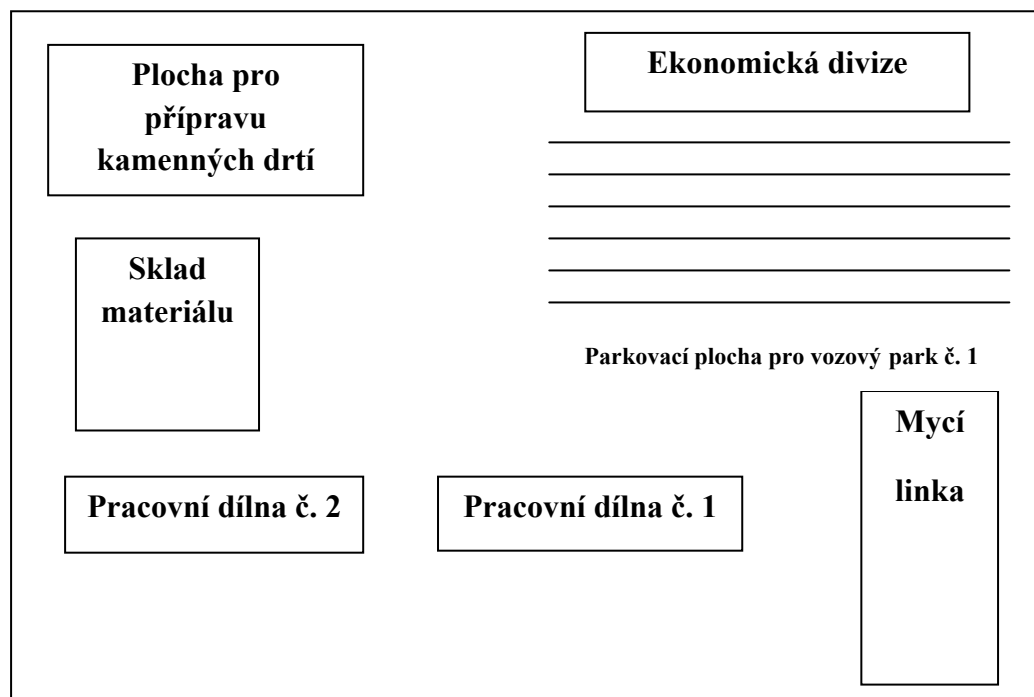 Plocha pro
přípravu
kamenných drtí
Ekonomická divize
Sklad
materiálu
Parkovací plocha pro vozový park č. 1
Mycí
linka
Pracovní dílna č. 2
Pracovní dílna č. 1